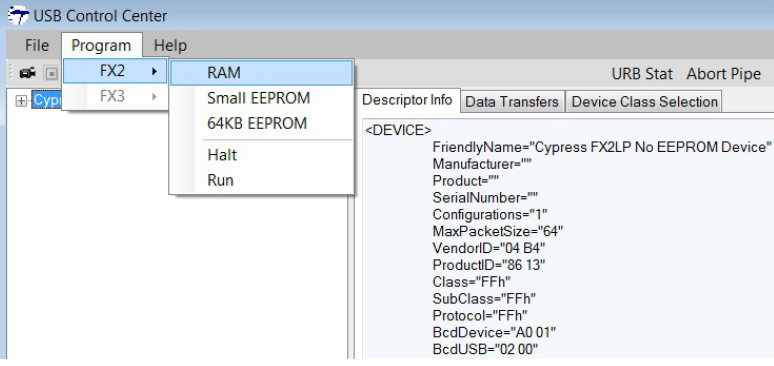 USB Control Center
File Program Help
FX2
FX3
RAM
Small EEPROM
64KB EEPROM
Halt
Run
URB Stat Abort Pipe
Descriptor Info Data Transfers Device Class Selection
<DEVICE>
FriendlyName="Cypress FX2LP No EEPROM Device"
Manufacturer=""
Product=""
SerialNumber=""
Configurations="1"
MaxPacketSize="64"
VendorID="04 B4"
ProductID="86 13"
Class="FFh"
SubClass="FFh"
Protocol="FFh"
BcdDevice="A0 01"
BcdUSB="02 00"